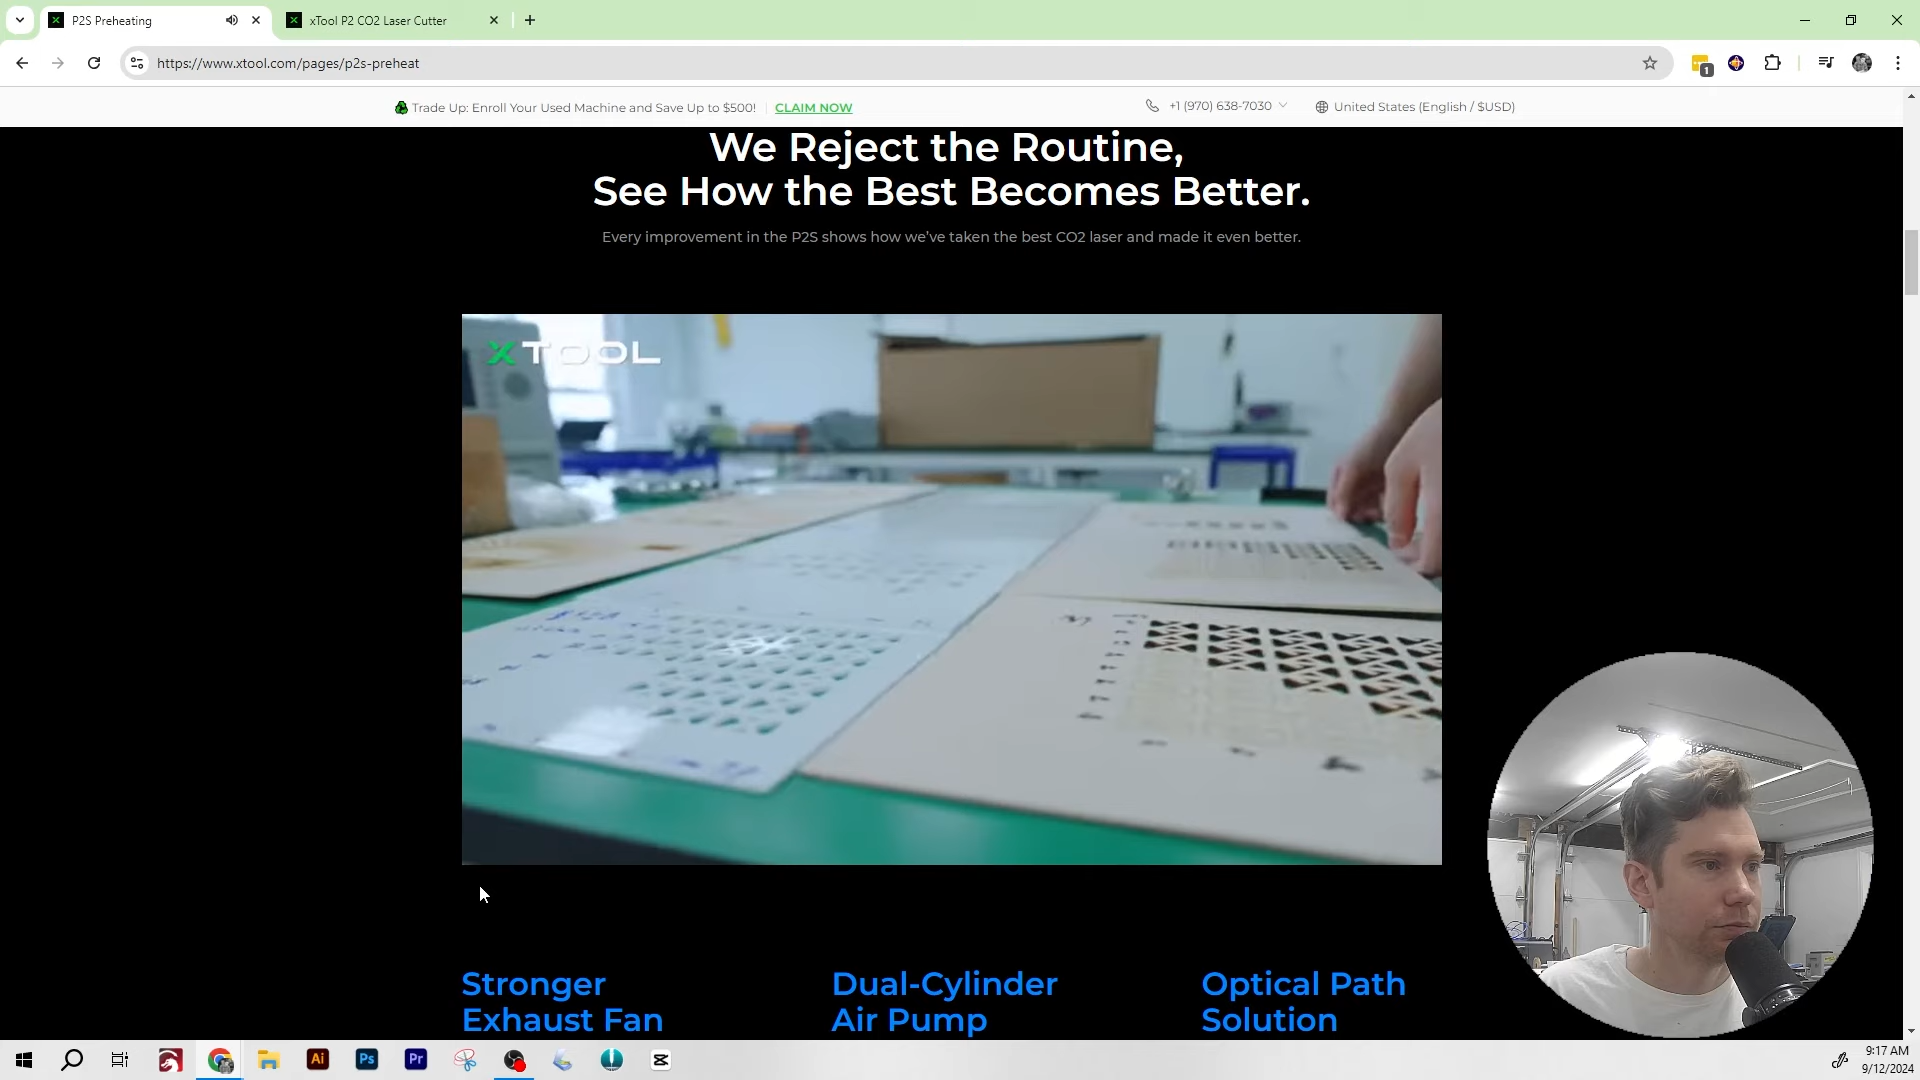 P2S Preheating
xTool P2 CO2 Laser Cutter
https://www.xtool.com/pages/p2s-preheat
1
Trade Up: Enroll Your Used Machine and Save Up to $500!
CLAIM NOW
+1 (970) 638-7030
United States (English / $USD)
We Reject the Routine,
See How the Best Becomes Better.
Every improvement in the P2S shows how we've taken the best CO2 laser and made it even better.
XTOOL
Stronger
Exhaust Fan
Dual-Cylinder
Air Pump
Optical Path
Solution
Ai
Ps
Pr
9:17 AM
9/12/2024